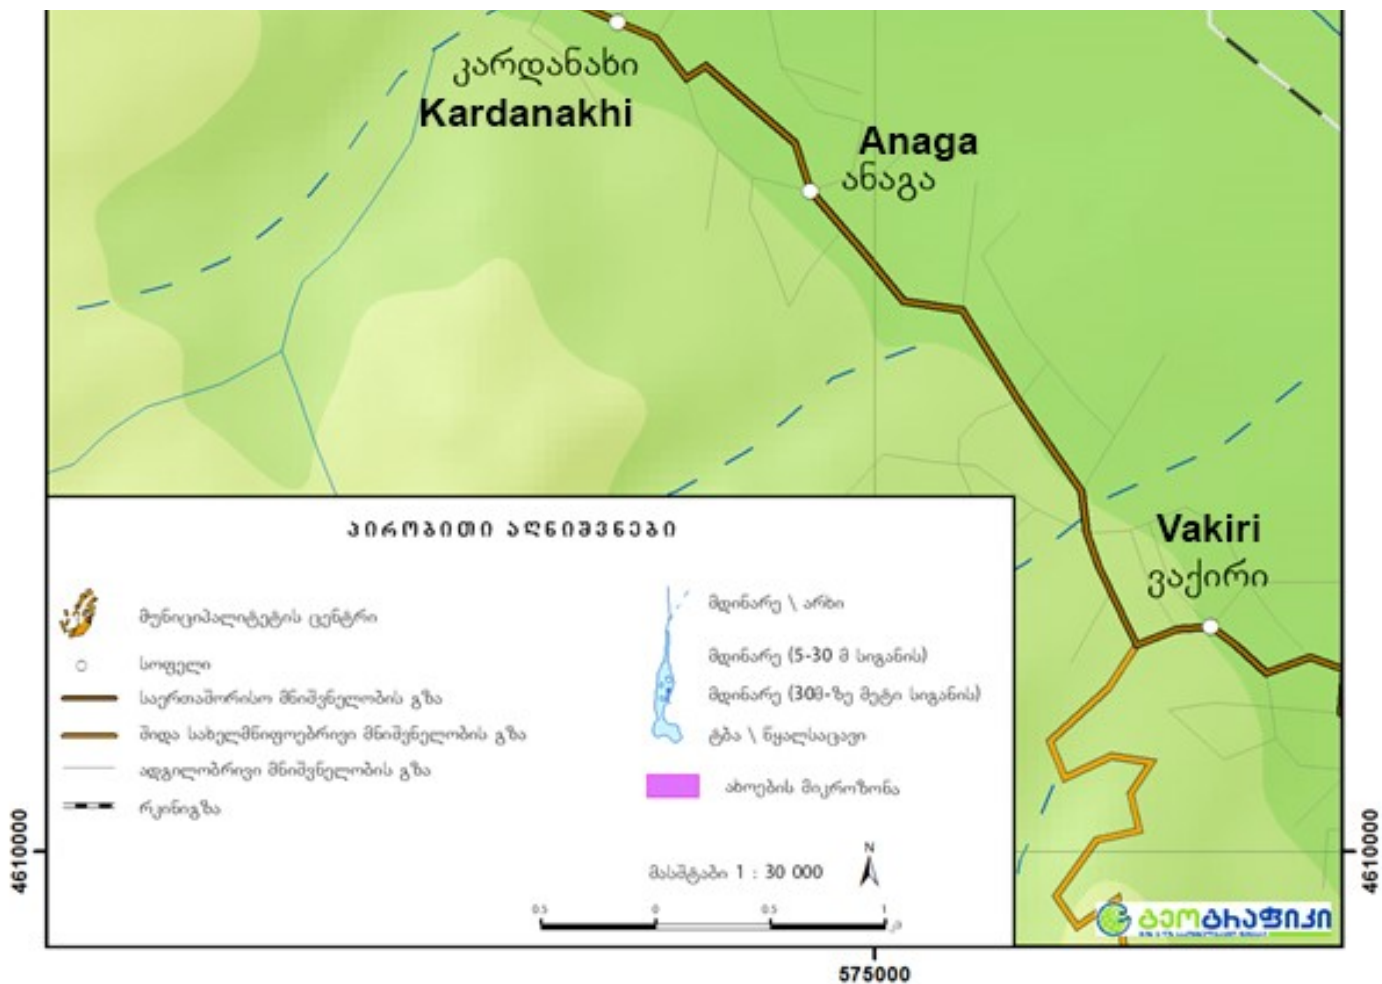 კარდანახი
Kardanakhi
Anaga
ანაგა
Vakiri
ვაქირი
პირობითი აღნიშვნები
მუნიციპალიტეტის ცენტრი
სოფელი
საერთაშორისო მნიშვნელობის გზა
შიდა სახელმწიფოებრივი მნიშვნელობის გზა
ადგილობრივი მნიშვნელობის გზა
რკინიგზა
მდინარე \ არხი
მდინარე (5-30 მ სიგანის)
მდინარე (30მ-ზე მეტი სიგანის)
ტბა \ წყალსაცავი
ახოების მიკროზონა
მასშტაბი 1 : 30 000
N
0.5 0 0.5 1
კმ
გეოგრაფიკი
4610000
4610000
575000